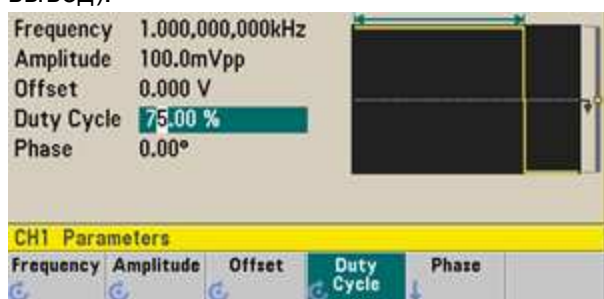 вывод).
Frequency 1.000,000,000kHz
Amplitude 100.0mVpp
Offset 0.000 V
Duty Cycle 75.00 %
Phase 0.00°
CH1 Parameters
Frequency Amplitude Offset Duty Cycle Phase